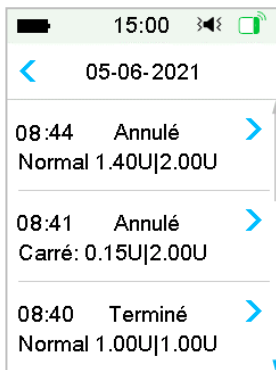 15:00
05-06-2021
08:44 Annulé
Normal 1.40U|2.00U
08:41 Annulé
Carré: 0.15U|2.00U
08:40 Terminé
Normal 1.00U|1.00U